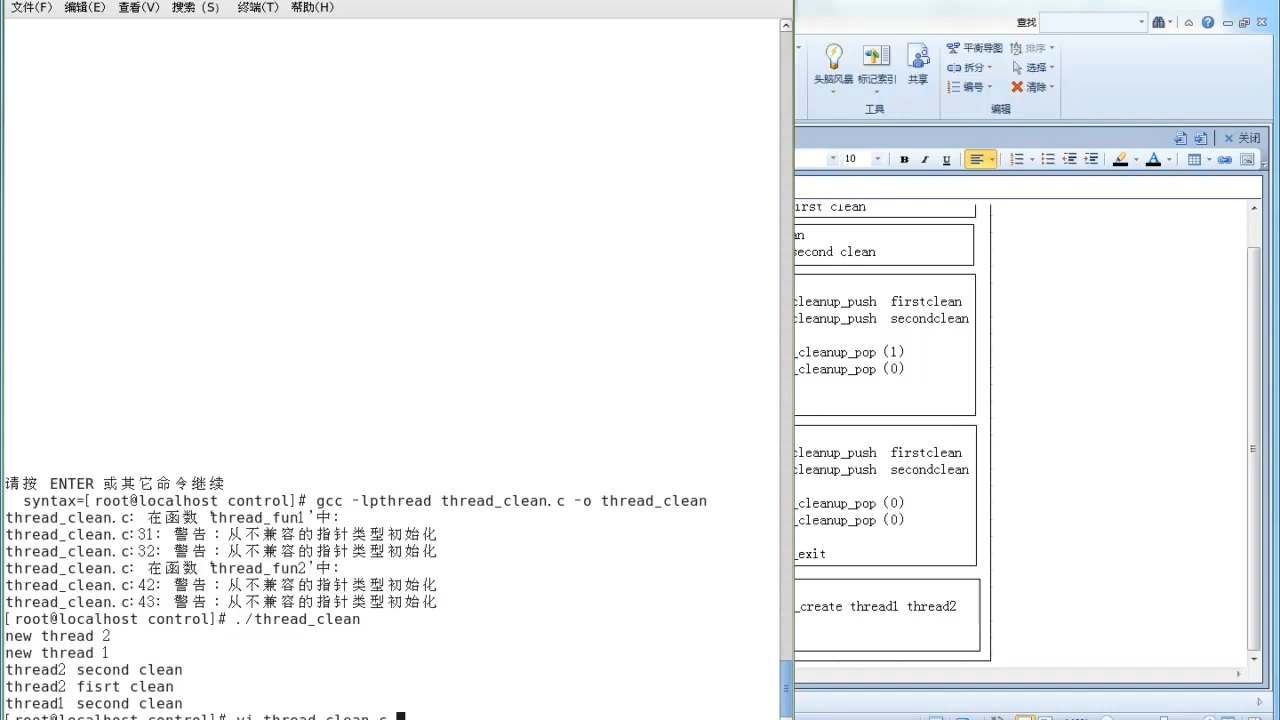 文件(F) 编辑(E) 查看(V) 搜索 (S) 终端(T) 帮助(H)
请按 ENTER 或其它命令继续
syntax=[root@localhost control]# gcc -lpthread thread_clean.c -o thread_clean
thread_clean.c: 在函数 ‘thread_fun1’中:
thread_clean.c:31: 警告：从不兼容的指针类型初始化
thread_clean.c:32: 警告：从不兼容的指针类型初始化
thread_clean.c: 在函数 ‘thread_fun2’中:
thread_clean.c:42: 警告：从不兼容的指针类型初始化
thread_clean.c:43: 警告：从不兼容的指针类型初始化
[root@localhost control]# ./thread_clean
new thread 2
new thread 1
thread2 second clean
thread2 fisrt clean
thread1 second clean
[root@localhost control]# vi thread_clean.c
查找
头脑风暴 标记索引 共享
平衡导图 排序
拆分 选择
编号 清除
工具 编辑
关闭
10 B I U A
irst clean
an
second clean
cleanup_push firstclean
cleanup_push secondclean
_cleanup_pop (1)
_cleanup_pop (0)
cleanup_push firstclean
cleanup_push secondclean
_cleanup_pop (0)
_cleanup_pop (0)
_exit
_create thread1 thread2